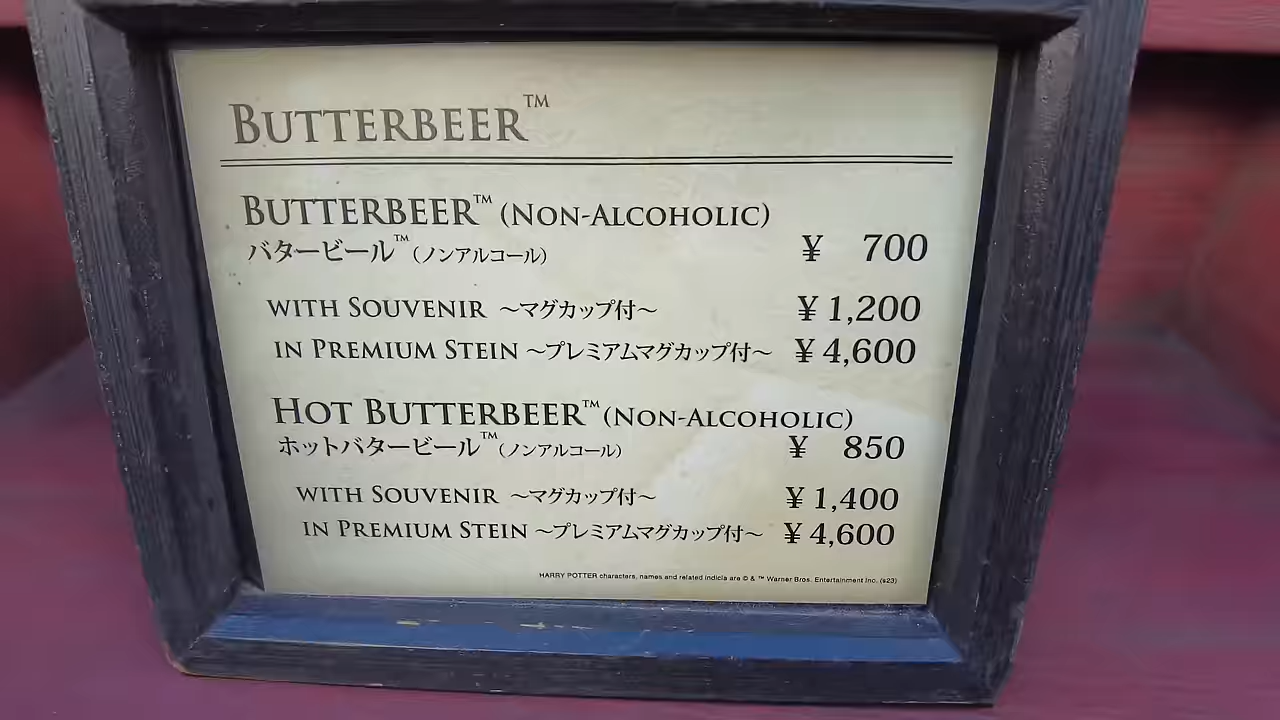 BUTTERBEER™
BUTTERBEER™ (NON-ALCOHOLIC)
バタービール™(ノンアルコール) ¥ 700
WITH SOUVENIR ～マグカップ付～ ¥1,200
IN PREMIUM STEIN ～プレミアムマグカップ付～ ¥4,600
HOT BUTTERBEER™ (NON-ALCOHOLIC)
ホットバタービール™(ノンアルコール) ¥ 850
WITH SOUVENIR ～マグカップ付～ ¥1,400
IN PREMIUM STEIN ～プレミアムマグカップ付～ ¥4,600
HARRY POTTER characters, names and related indicia are © & ™ Warner Bros. Entertainment Inc. (s23)